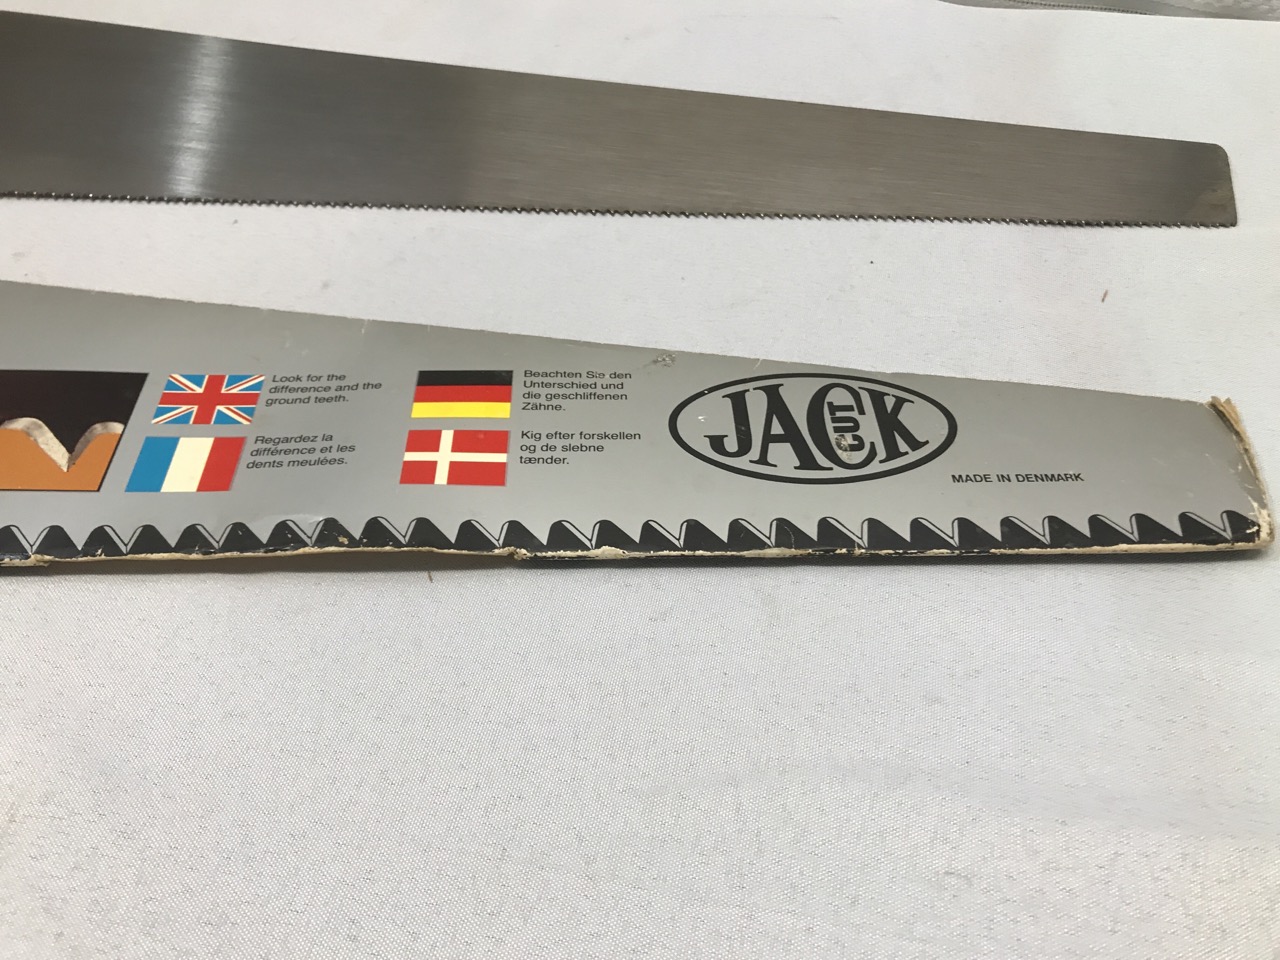 Look for the
difference and the
ground teeth.
Regardez la
différence et les
dents meulées.
Beachten Sie den
Unterschied und
die geschliffenen
Zähne.
Kig efter forskellen
og de slebne
tænder.
JACK
CUT
MADE IN DENMARK